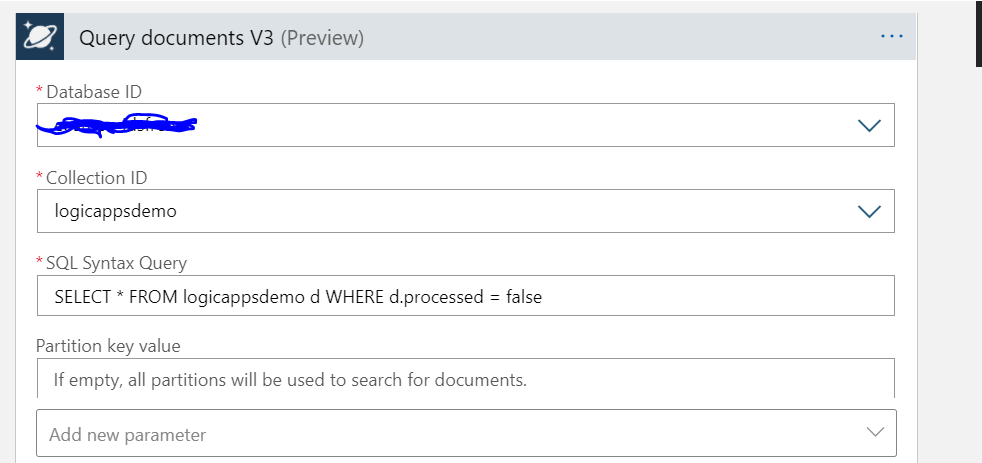 Query documents V3 (Preview)
* Database ID
* Collection ID
logicappsdemo
* SQL Syntax Query
SELECT * FROM logicappsdemo d WHERE d.processed = false
Partition key value
If empty, all partitions will be used to search for documents.
Add new parameter